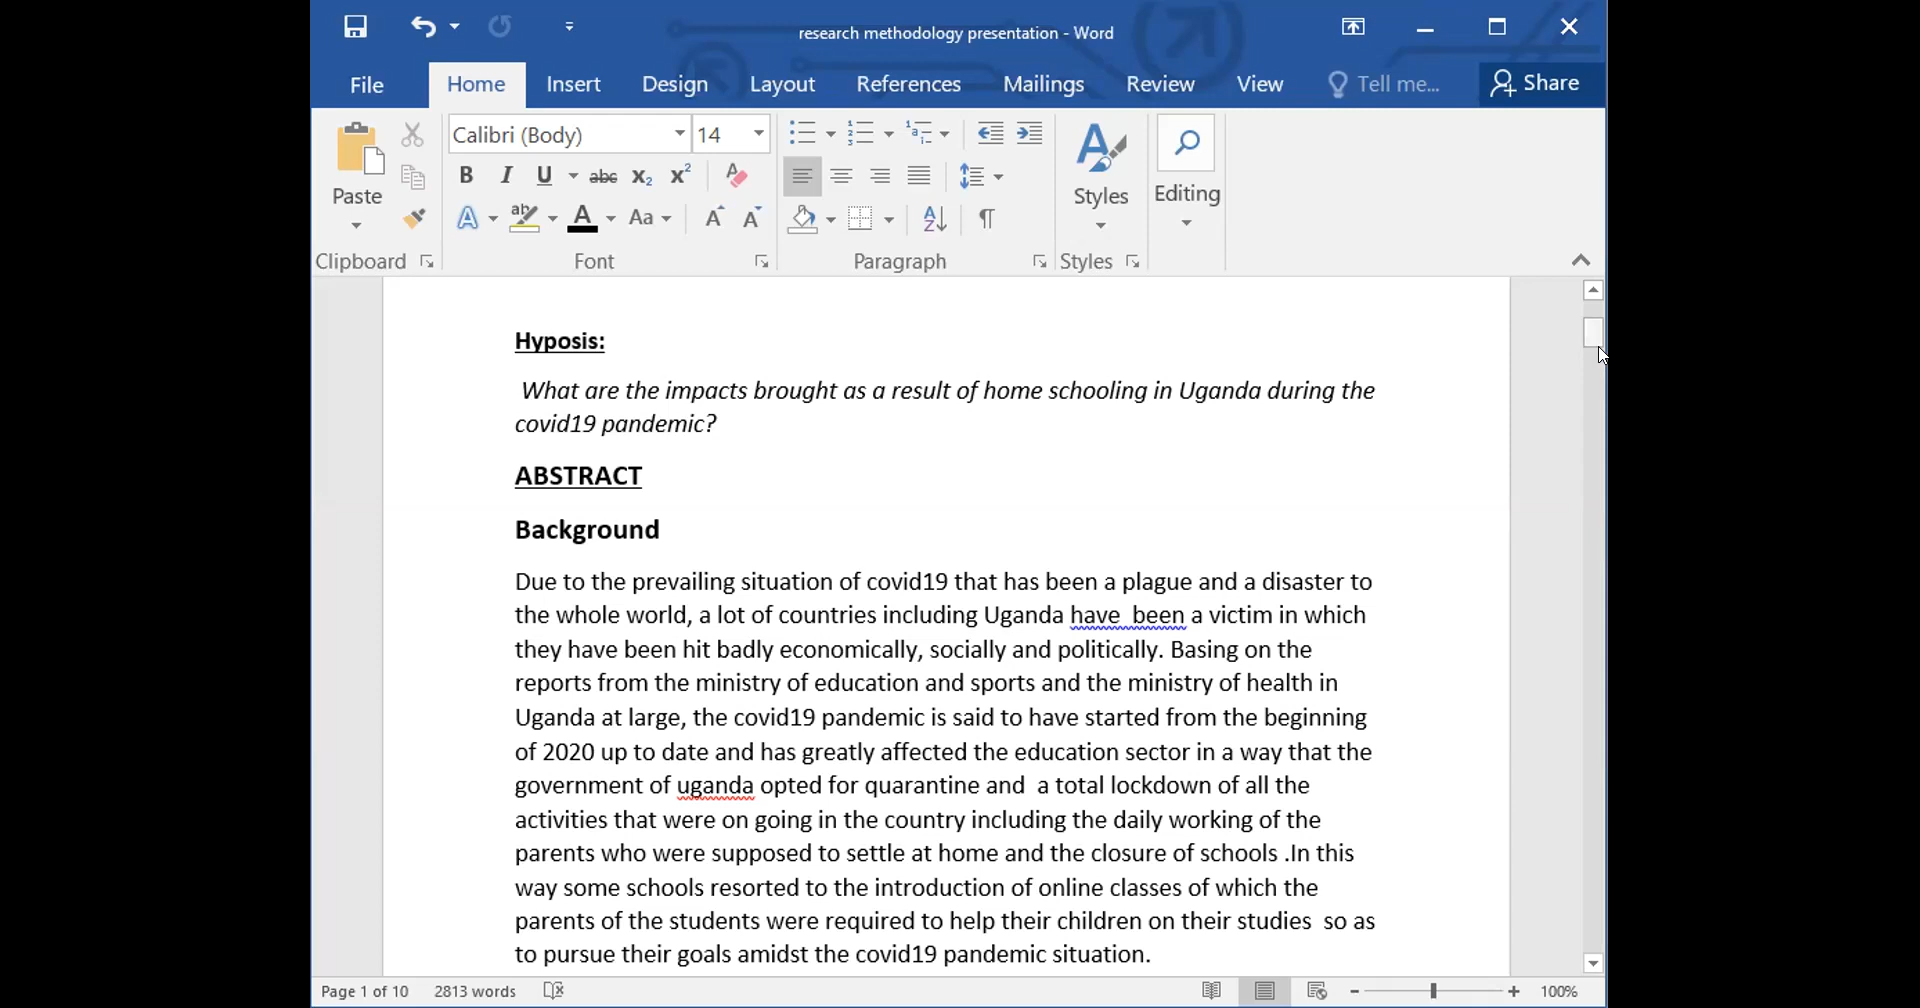 research methodology presentation - Word
File Home Insert Design Layout References Mailings Review View Tell me... Share
Calibri (Body) 14
Paste
B I U abc X₂ X² 
A ab A Aa A A
A Z ¶
Styles
Editing
Clipboard Font Paragraph Styles
Hyposis:
What are the impacts brought as a result of home schooling in Uganda during the
covid19 pandemic?
ABSTRACT
Background
Due to the prevailing situation of covid19 that has been a plague and a disaster to
the whole world, a lot of countries including Uganda have  been a victim in which
they have been hit badly economically, socially and politically. Basing on the
reports from the ministry of education and sports and the ministry of health in
Uganda at large, the covid19 pandemic is said to have started from the beginning
of 2020 up to date and has greatly affected the education sector in a way that the
government of uganda opted for quarantine and  a total lockdown of all the
activities that were on going in the country including the daily working of the
parents who were supposed to settle at home and the closure of schools .In this
way some schools resorted to the introduction of online classes of which the
parents of the students were required to help their children on their studies  so as
to pursue their goals amidst the covid19 pandemic situation.
Page 1 of 10 2813 words 100%